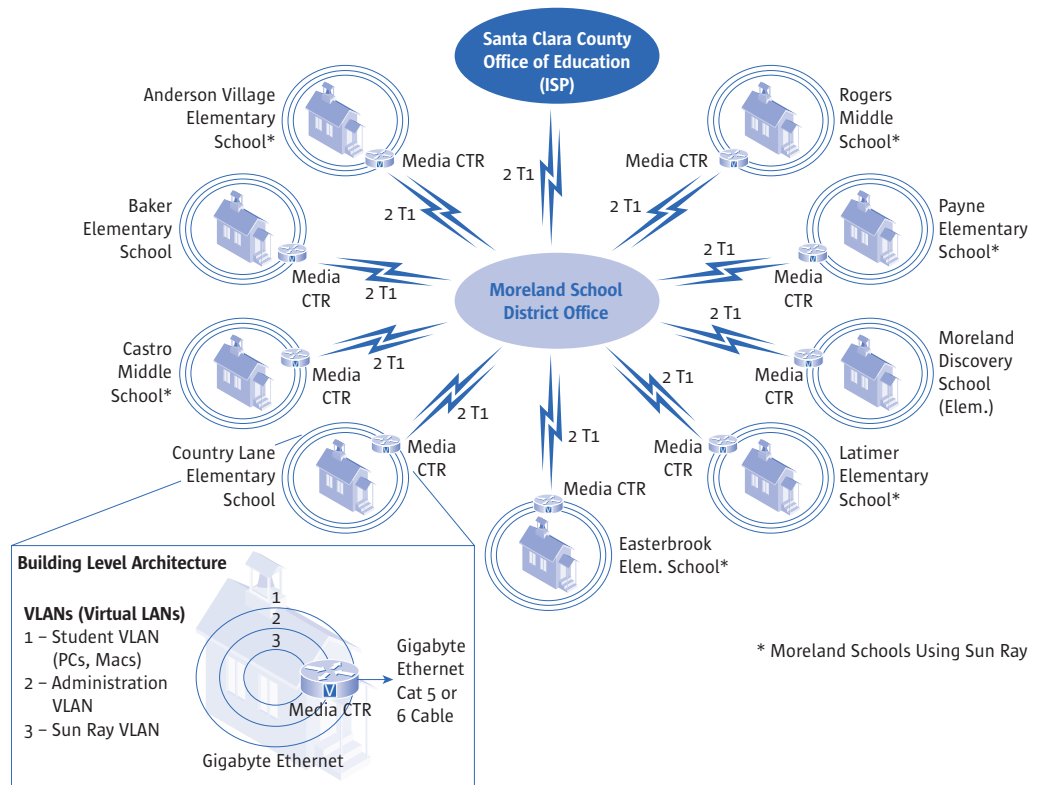 Santa Clara County
Office of Education
(ISP)
Anderson Village
Elementary
School*
Media CTR
2 T1
2 T1
Rogers
Middle
School*
Media CTR
2 T1
Baker
Elementary
School
Media
CTR
2 T1
Payne
Elementary
School*
Media
CTR
2 T1
Moreland School
District Office
Castro
Middle
School*
Media
CTR
2 T1
Moreland
Discovery
School
(Elem.)
Media
CTR
2 T1
Country Lane
Elementary
School
Media
CTR
2 T1
Latimer
Elementary
School*
Media
CTR
2 T1
2 T1
Media CTR
Easterbrook
Elem. School*
Building Level Architecture
VLANs (Virtual LANs)
1 – Student VLAN
(PCs, Macs)
2 – Administration
VLAN
3 – Sun Ray VLAN
1
2
3
V
Media CTR
Gigabyte
Ethernet
Cat 5 or
6 Cable
Gigabyte Ethernet
* Moreland Schools Using Sun Ray